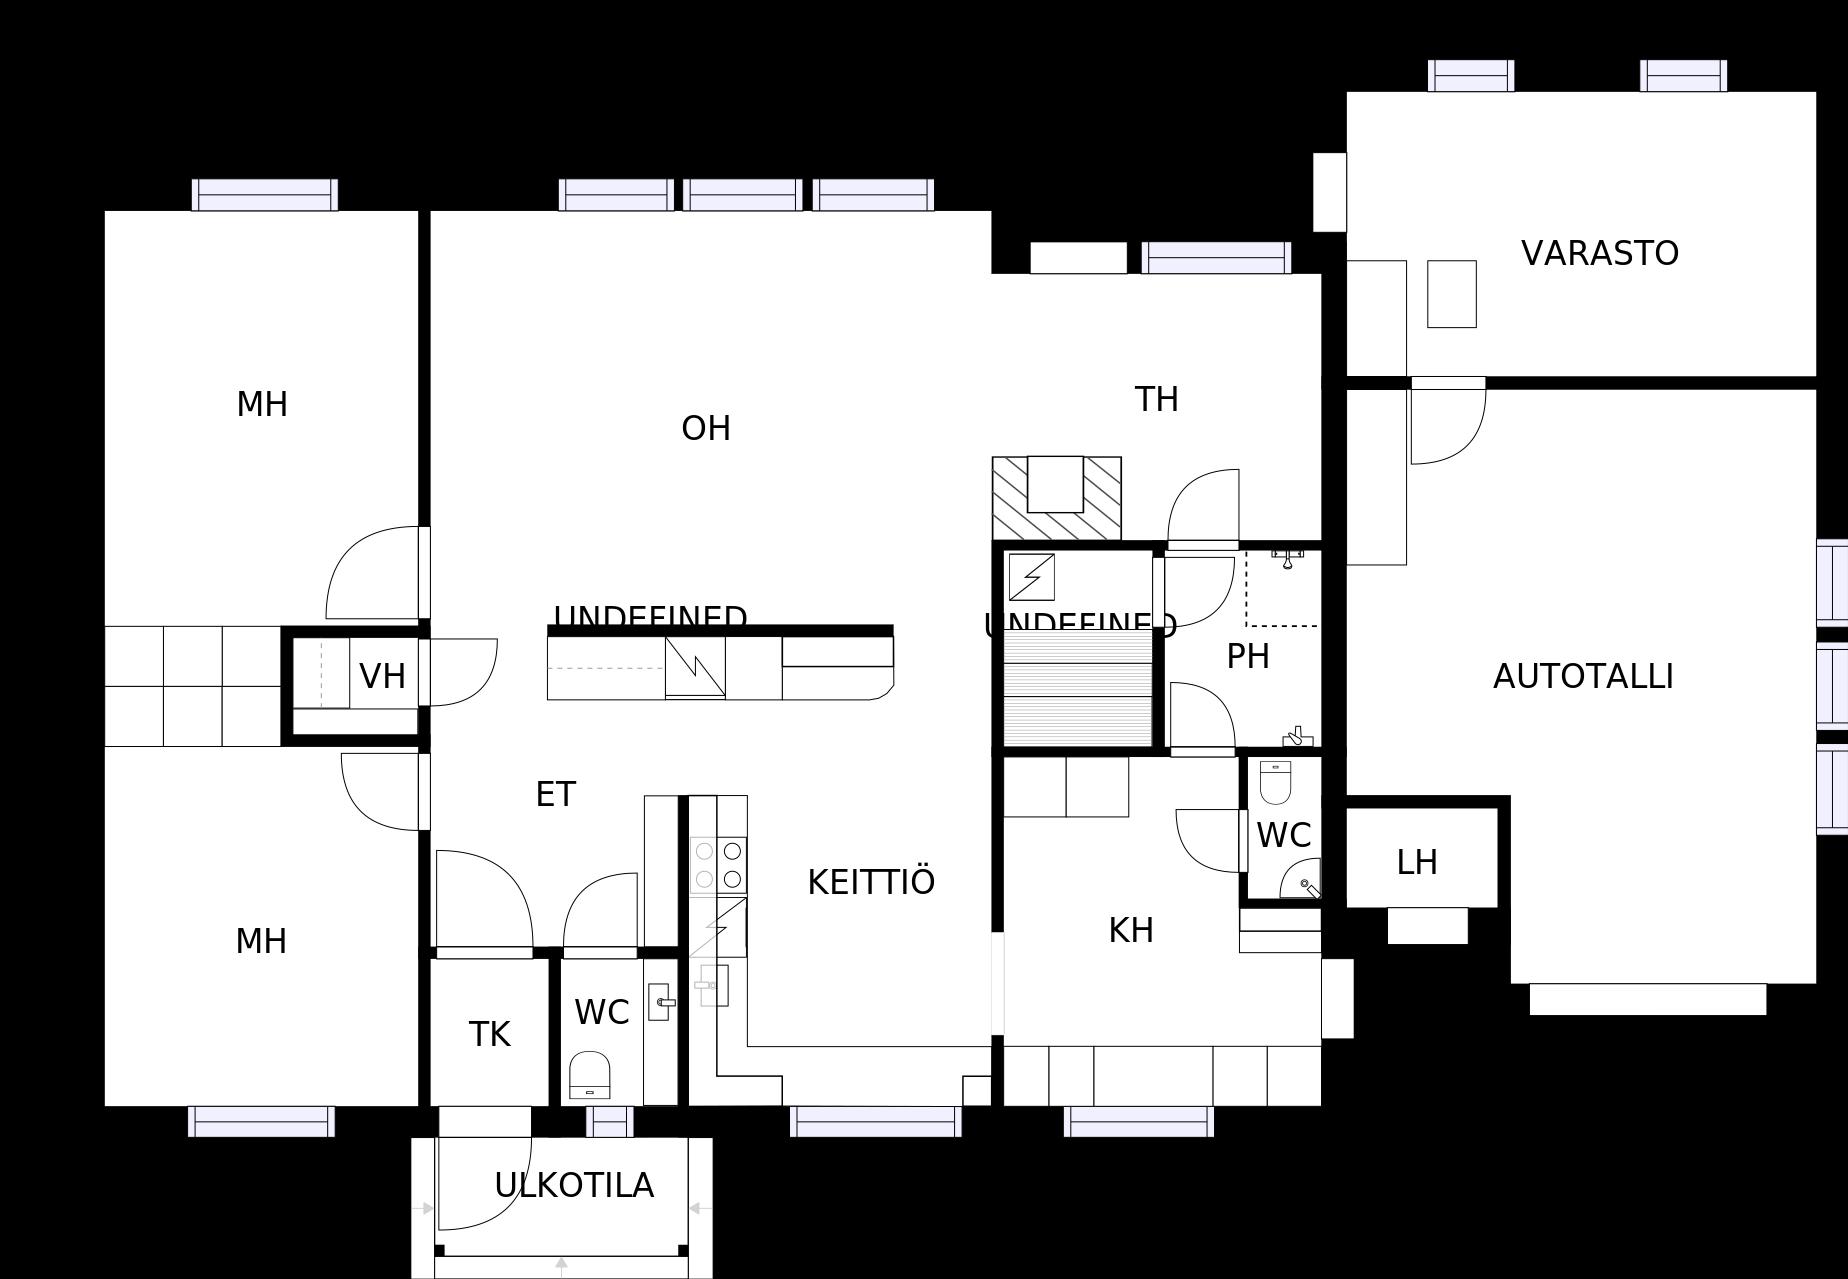 VARASTO
MH
OH
TH
UNDEFINED
UNDEFINED
PH
VH
AUTOTALLI
ET
WC
LH
KEITTIÖ
KH
MH
WC
TK
ULKOTILA